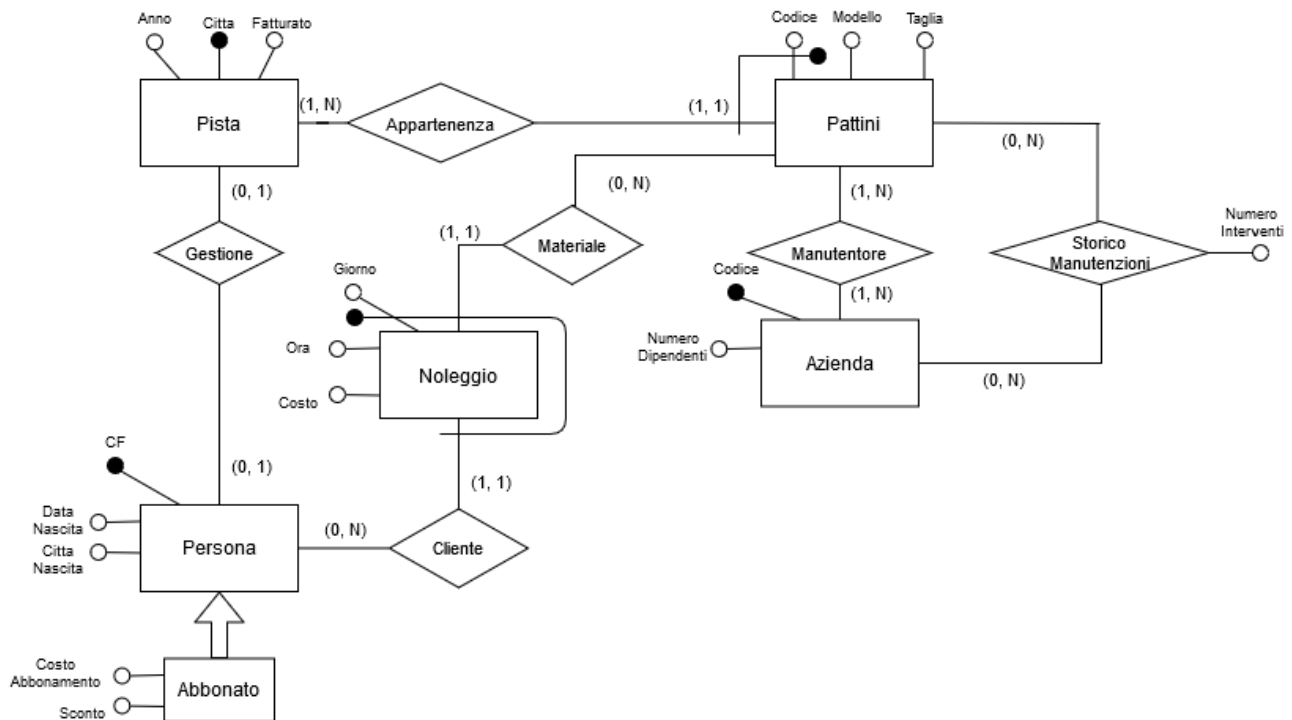 Anno
Citta
Fatturato
Codice
Modello
Taglia
Pista
(1, N)
Appartenenza
(1, 1)
Pattini
(0, N)
(0, 1)
(0, N)
(1, N)
Gestione
(1, 1)
Materiale
Manutentore
Storico
Manutenzioni
Numero
Interventi
Giorno
Codice
(1, N)
Ora
Noleggio
Numero
Dipendenti
Azienda
(0, N)
Costo
CF
(0, 1)
(1, 1)
Data
Nascita
Citta
Nascita
Persona
(0, N)
Cliente
Costo
Abbonamento
Abbonato
Sconto